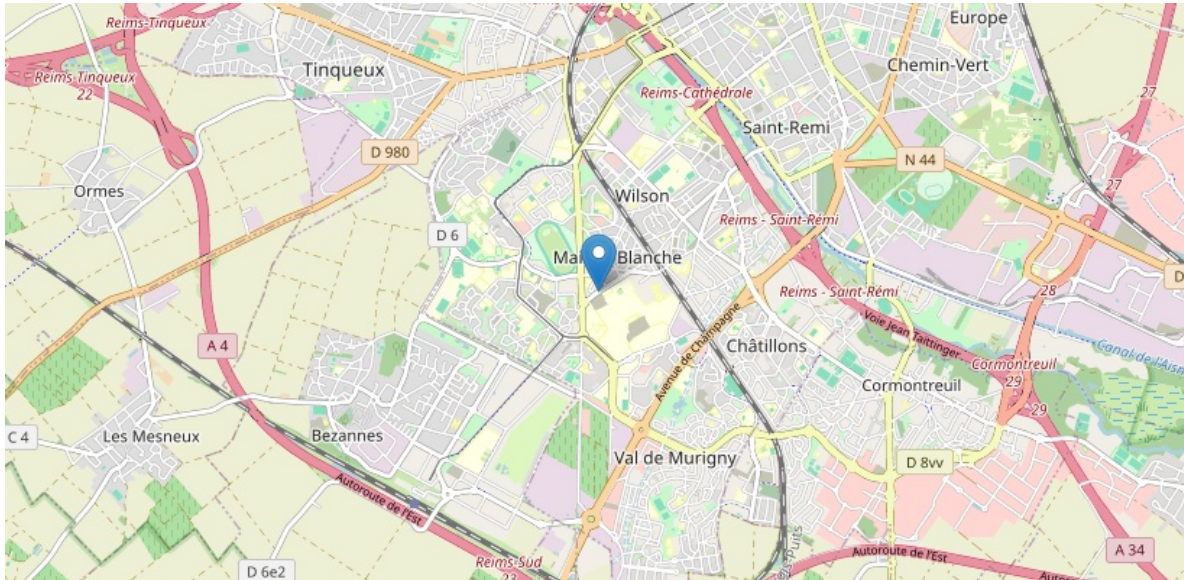 Reims-Tinqueux
Europe
Tinqueux
Chemin-Vert
Reims Tinqueux
22
Reims-Cathédrale
27
Saint-Remi
D 980
N 44
Ormes
Wilson
27
Reims - Saint-Rémi
D 6
Blanche
D
28
Reims - Saint-Rémi
A 4
Voie Jean Taittinger
Avenue de Champagne
Châtillons
Canal de l'Aisn
Cormontreuil
29
Cormontreuil
29
C 4
Les Mesneux
Bezannes
Val de Murigny
D 8vv
Autoroute de l'Est
Autoroute de l'Est
A 34
Reims-Sud
23
D 6e2
Autorou